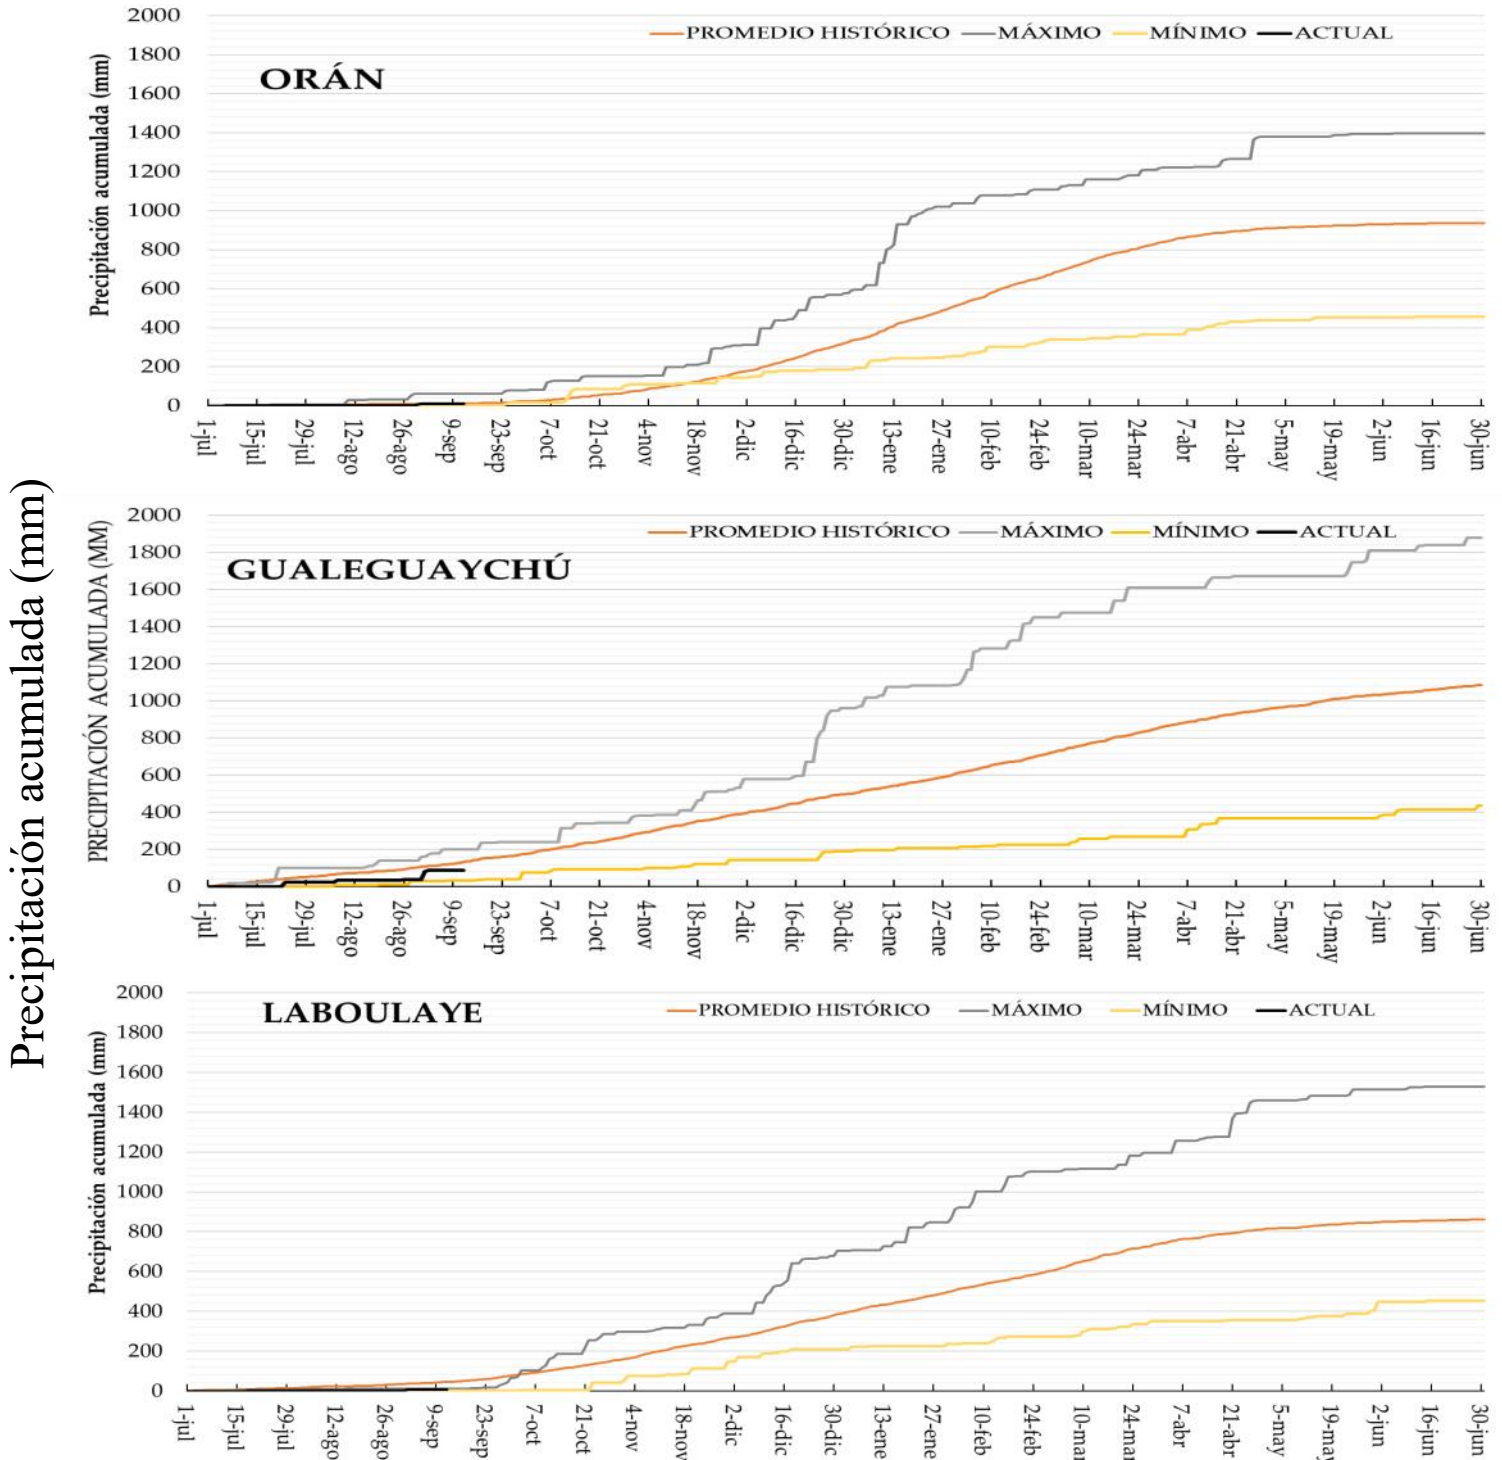 Precipitación acumulada (mm)
PROMEDIO HISTÓRICO MÁXIMO MÍNIMO ACTUAL
ORÁN
Precipitación acumulada (mm)
2000
1800
1600
1400
1200
1000
800
600
400
200
0
1-jul 15-jul 29-jul 12-ago 26-ago 9-sep 23-sep 7-oct 21-oct 4-nov 18-nov 2-dic 16-dic 30-dic 13-ene 27-ene 10-feb 24-feb 10-mar 24-mar 7-abr 21-abr 5-may 19-may 2-jun 16-jun 30-jun
PROMEDIO HISTÓRICO MÁXIMO MÍNIMO ACTUAL
GUALEGUAYCHÚ
PRECIPITACIÓN ACUMULADA (MM)
2000
1800
1600
1400
1200
1000
800
600
400
200
0
1-jul 15-jul 29-jul 12-ago 26-ago 9-sep 23-sep 7-oct 21-oct 4-nov 18-nov 2-dic 16-dic 30-dic 13-ene 27-ene 10-feb 24-feb 10-mar 24-mar 7-abr 21-abr 5-may 19-may 2-jun 16-jun 30-jun
LABOULAYE
PROMEDIO HISTÓRICO MÁXIMO MÍNIMO ACTUAL
Precipitación acumulada (mm)
2000
1800
1600
1400
1200
1000
800
600
400
200
0
1-jul 15-jul 29-jul 12-ago 26-ago 9-sep 23-sep 7-oct 21-oct 4-nov 18-nov 2-dic 16-dic 30-dic 13-ene 27-ene 10-feb 24-feb 10-mar 24-mar 7-abr 21-abr 5-may 19-may 2-jun 16-jun 30-jun